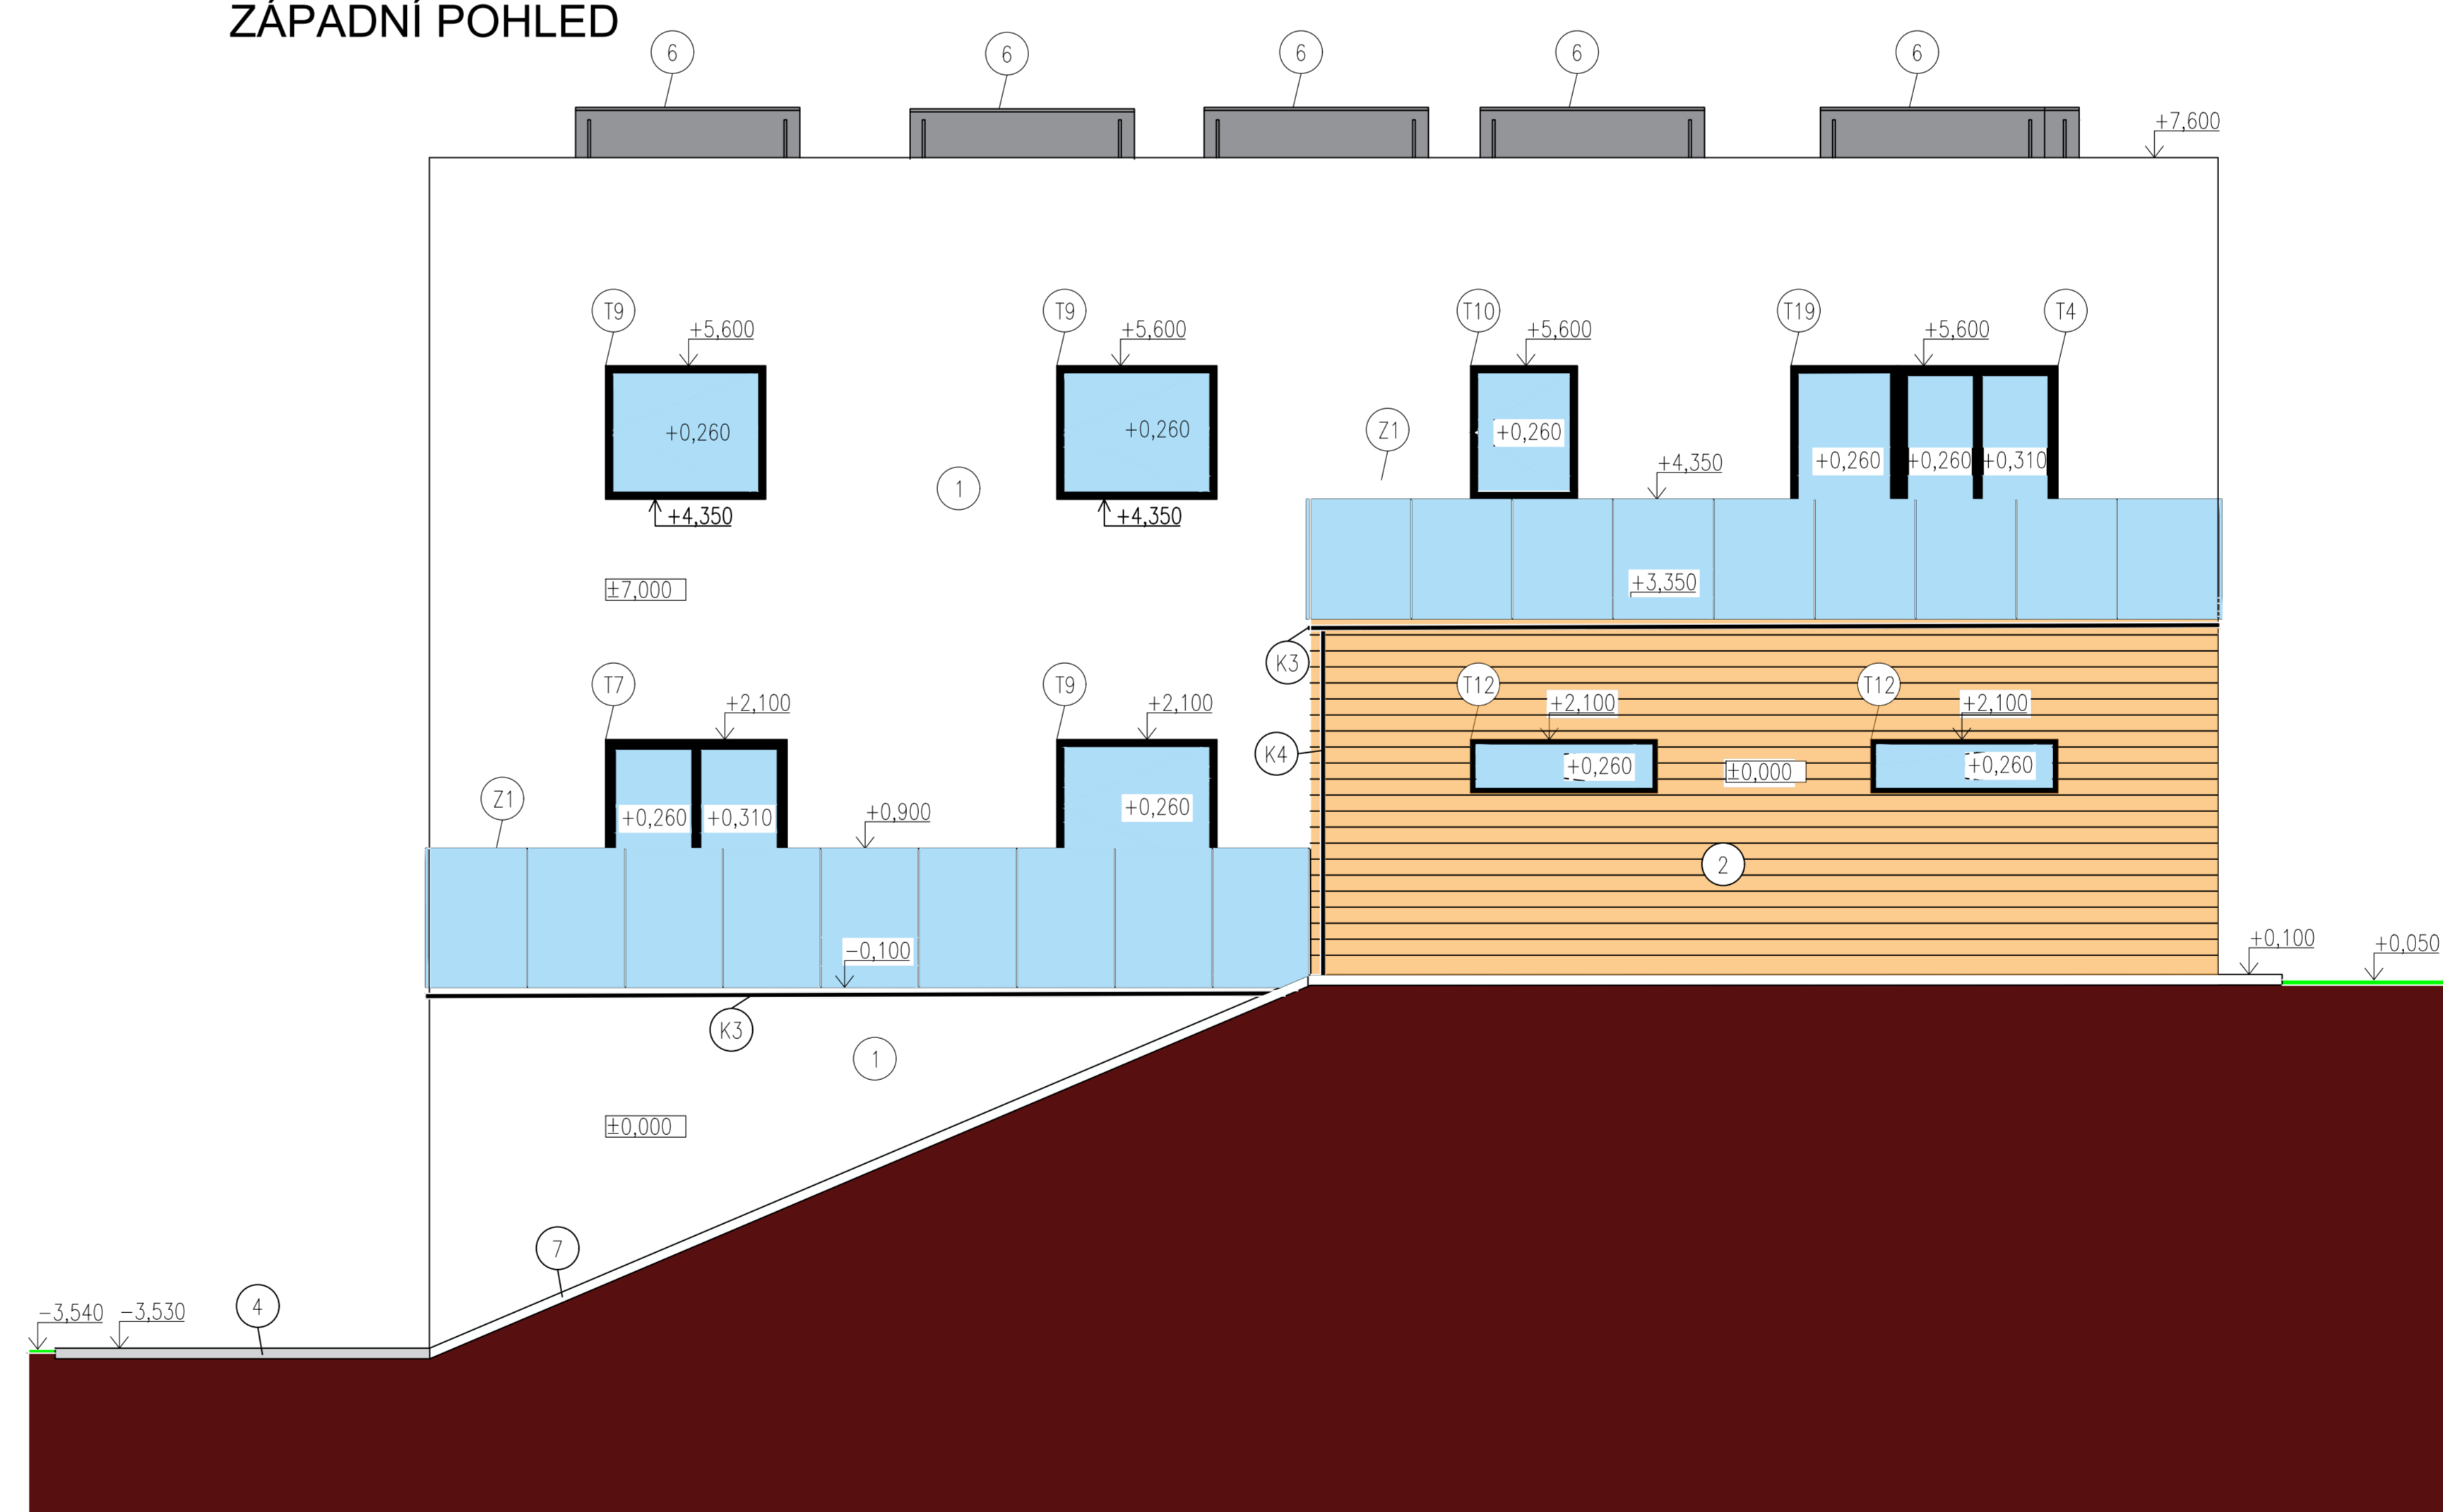 ZÁPADNÍ POHLED
6
6
6
6
6
+7,600
T9
T9
T10
T19
T4
+5,600
+5,600
+5,600
+5,600
Z1
+0,260
+0,260
+0,260
+0,260
+0,260
+0,310
+4,350
1
+4,350
+4,350
±7,000
+3,350
K3
T7
T9
T12
T12
+2,100
+2,100
+2,100
+2,100
K4
+0,260
+0,260
±0,000
Z1
+0,260
+0,310
+0,900
+0,260
2
-0,100
+0,100
+0,050
K3
1
±0,000
7
4
-3,540
-3,530